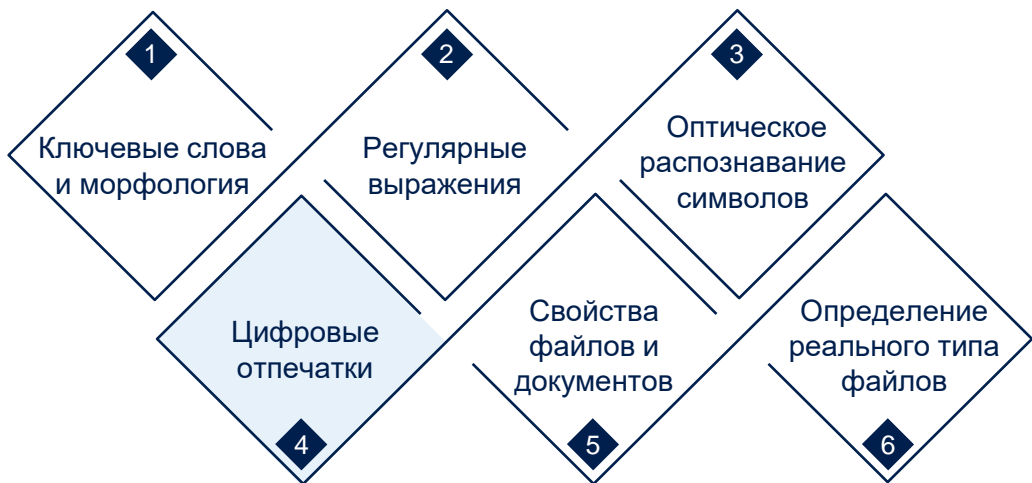 1
Ключевые слова
и морфология
2
Регулярные
выражения
3
Оптическое
распознавание
символов
Цифровые
отпечатки
4
Свойства
файлов и
документов
5
Определение
реального типа
файлов
6